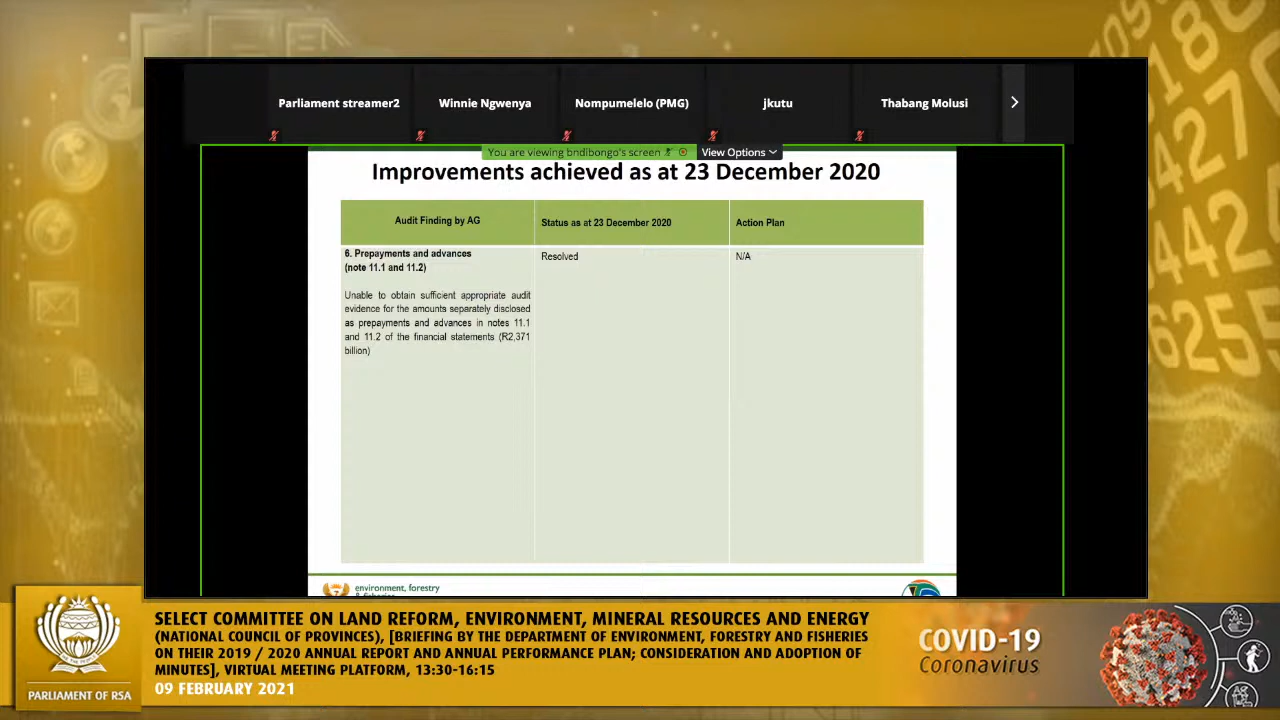 Parliament streamer2
Winnie Ngwenya
Nompumelelo (PMG)
jkutu
Thabang Molusi
You are viewing bndibongo's screen
View Options
Improvements achieved as at 23 December 2020
Audit Finding by AG
Status as at 23 December 2020
Action Plan
6. Prepayments and advances
(note 11.1 and 11.2)
Resolved
N/A
Unable to obtain sufficient appropriate audit
evidence for the amounts separately disclosed
as prepayments and advances in notes 11.1
and 11.2 of the financial statements (R2,371
billion)
environment, forestry
SELECT COMMITTEE ON LAND REFORM, ENVIRONMENT, MINERAL RESOURCES AND ENERGY
(NATIONAL COUNCIL OF PROVINCES), [BRIEFING BY THE DEPARTMENT OF ENVIRONMENT, FORESTRY AND FISHERIES
ON THEIR 2019 / 2020 ANNUAL REPORT AND ANNUAL PERFORMANCE PLAN; CONSIDERATION AND ADOPTION OF
MINUTES], VIRTUAL MEETING PLATFORM, 13:30-16:15
09 FEBRUARY 2021
PARLIAMENT OF RSA
COVID-19
Coronavirus